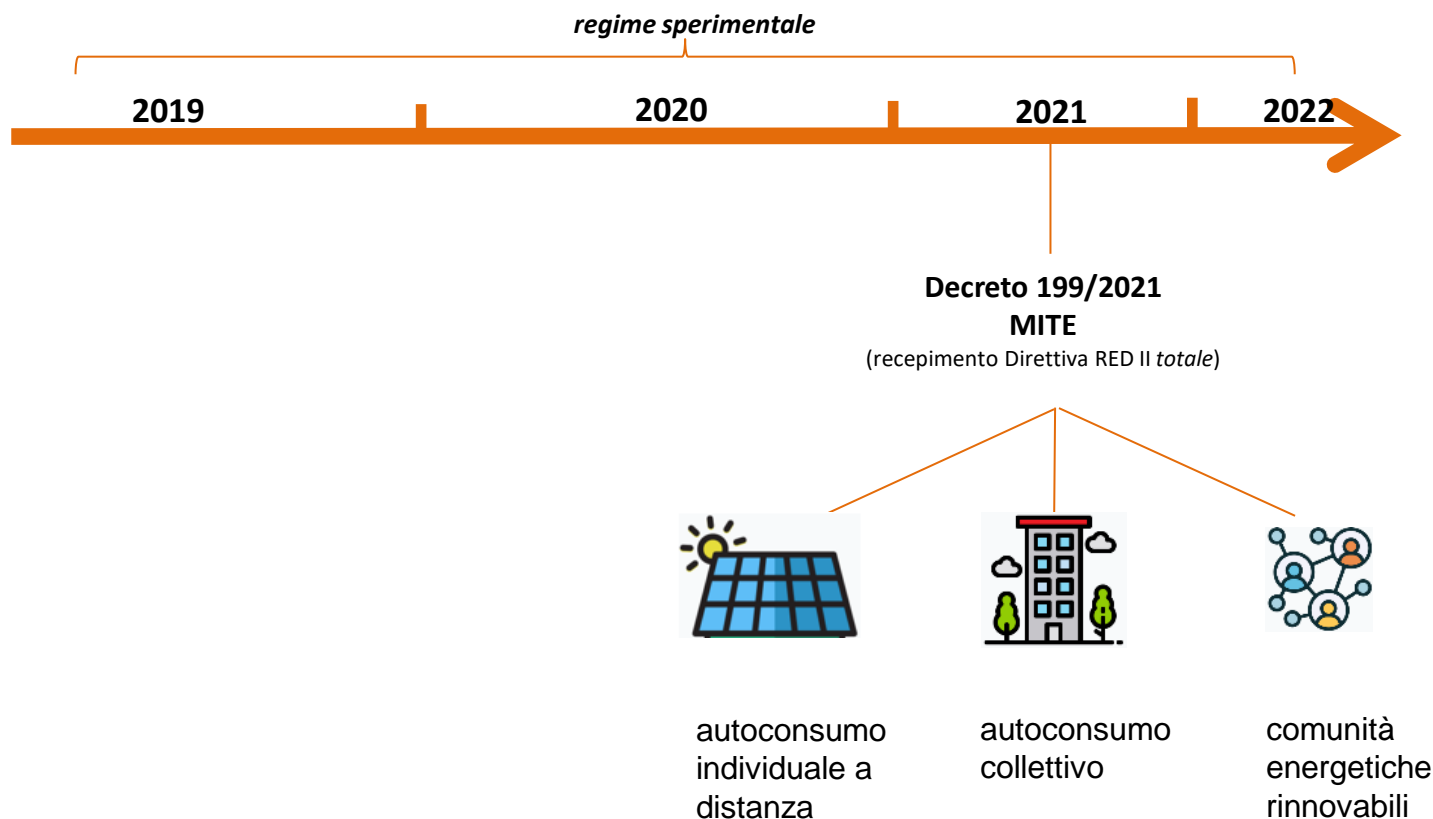 regime sperimentale
2019
2020
2021
2022
Decreto 199/2021
MITE
(recepimento Direttiva RED II totale)
autoconsumo
individuale a
distanza
autoconsumo
collettivo
comunità
energetiche
rinnovabili